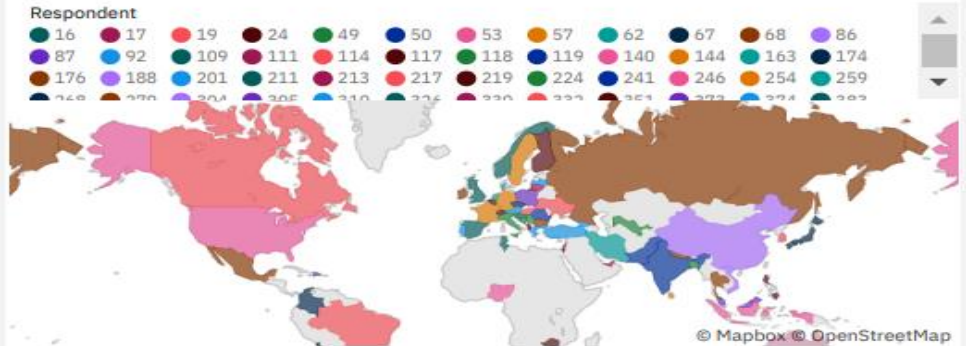 Respondent
16 17 19 24 49 50 53 57 62 67 68 86
87 92 109 111 114 117 118 119 140 144 163 174
176 188 201 211 213 217 219 224 241 246 254 259
© Mapbox © OpenStreetMap